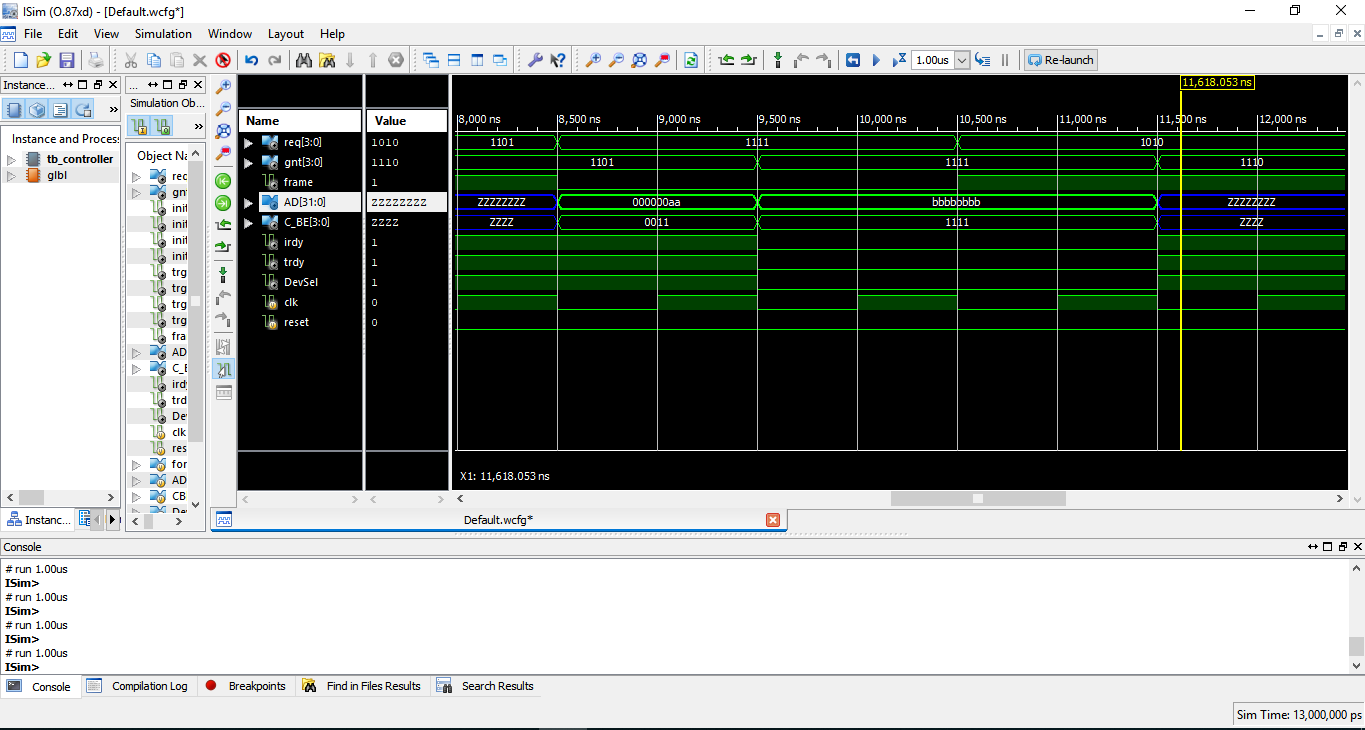 ISim (O.87xd) - [Default.wcfg*]
File Edit View Simulation Window Layout Help
1.00us Re-launch
Instance...
Simulation Ob...
Instance and Process
tb_controller
glbl
Instanc...
Object Na
req
gnt
init
init
init
init
trg
trg
trg
trg
fra
AD
C_BE
irdy
trd
De
clk
res
for
AD
CB
De
Name Value
req[3:0] 1010
gnt[3:0] 1110
frame 1
AD[31:0] ZZZZZZZZ
C_BE[3:0] ZZZZ
irdy 1
trdy 1
DevSel 1
clk 0
reset 0
11,618.053 ns
8,000 ns 8,500 ns 9,000 ns 9,500 ns 10,000 ns 10,500 ns 11,000 ns 11,500 ns 12,000 ns
1101 1111 1010
1101 1111 1110
ZZZZZZZZ 000000aa bbbbbbbb ZZZZZZZZ
ZZZZ 0011 1111 ZZZZ
X1: 11,618.053 ns
Default.wcfg*
Console
# run 1.00us
ISim>
# run 1.00us
ISim>
# run 1.00us
ISim>
# run 1.00us
ISim>
Console Compilation Log Breakpoints Find in Files Results Search Results
Sim Time: 13,000,000 ps